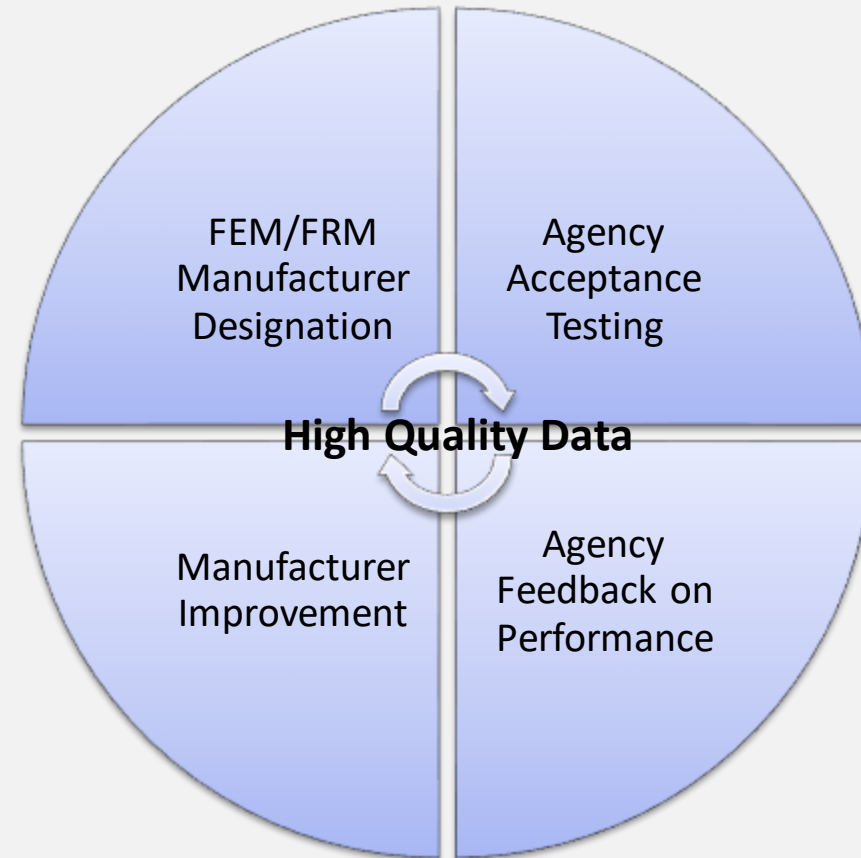 FEM/FRM
Manufacturer
Designation
Agency
Acceptance
Testing
High Quality Data
Manufacturer
Improvement
Agency
Feedback on
Performance